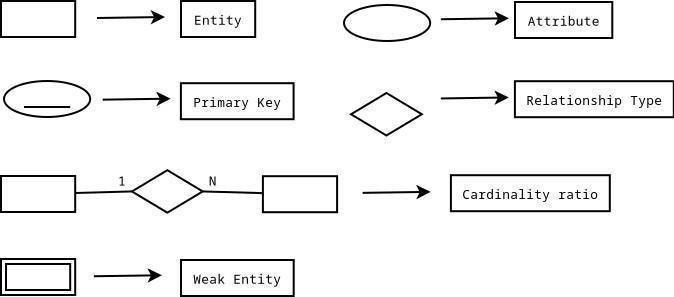 Entity
Attribute
Primary Key
Relationship Type
1 N
Cardinality ratio
Weak Entity